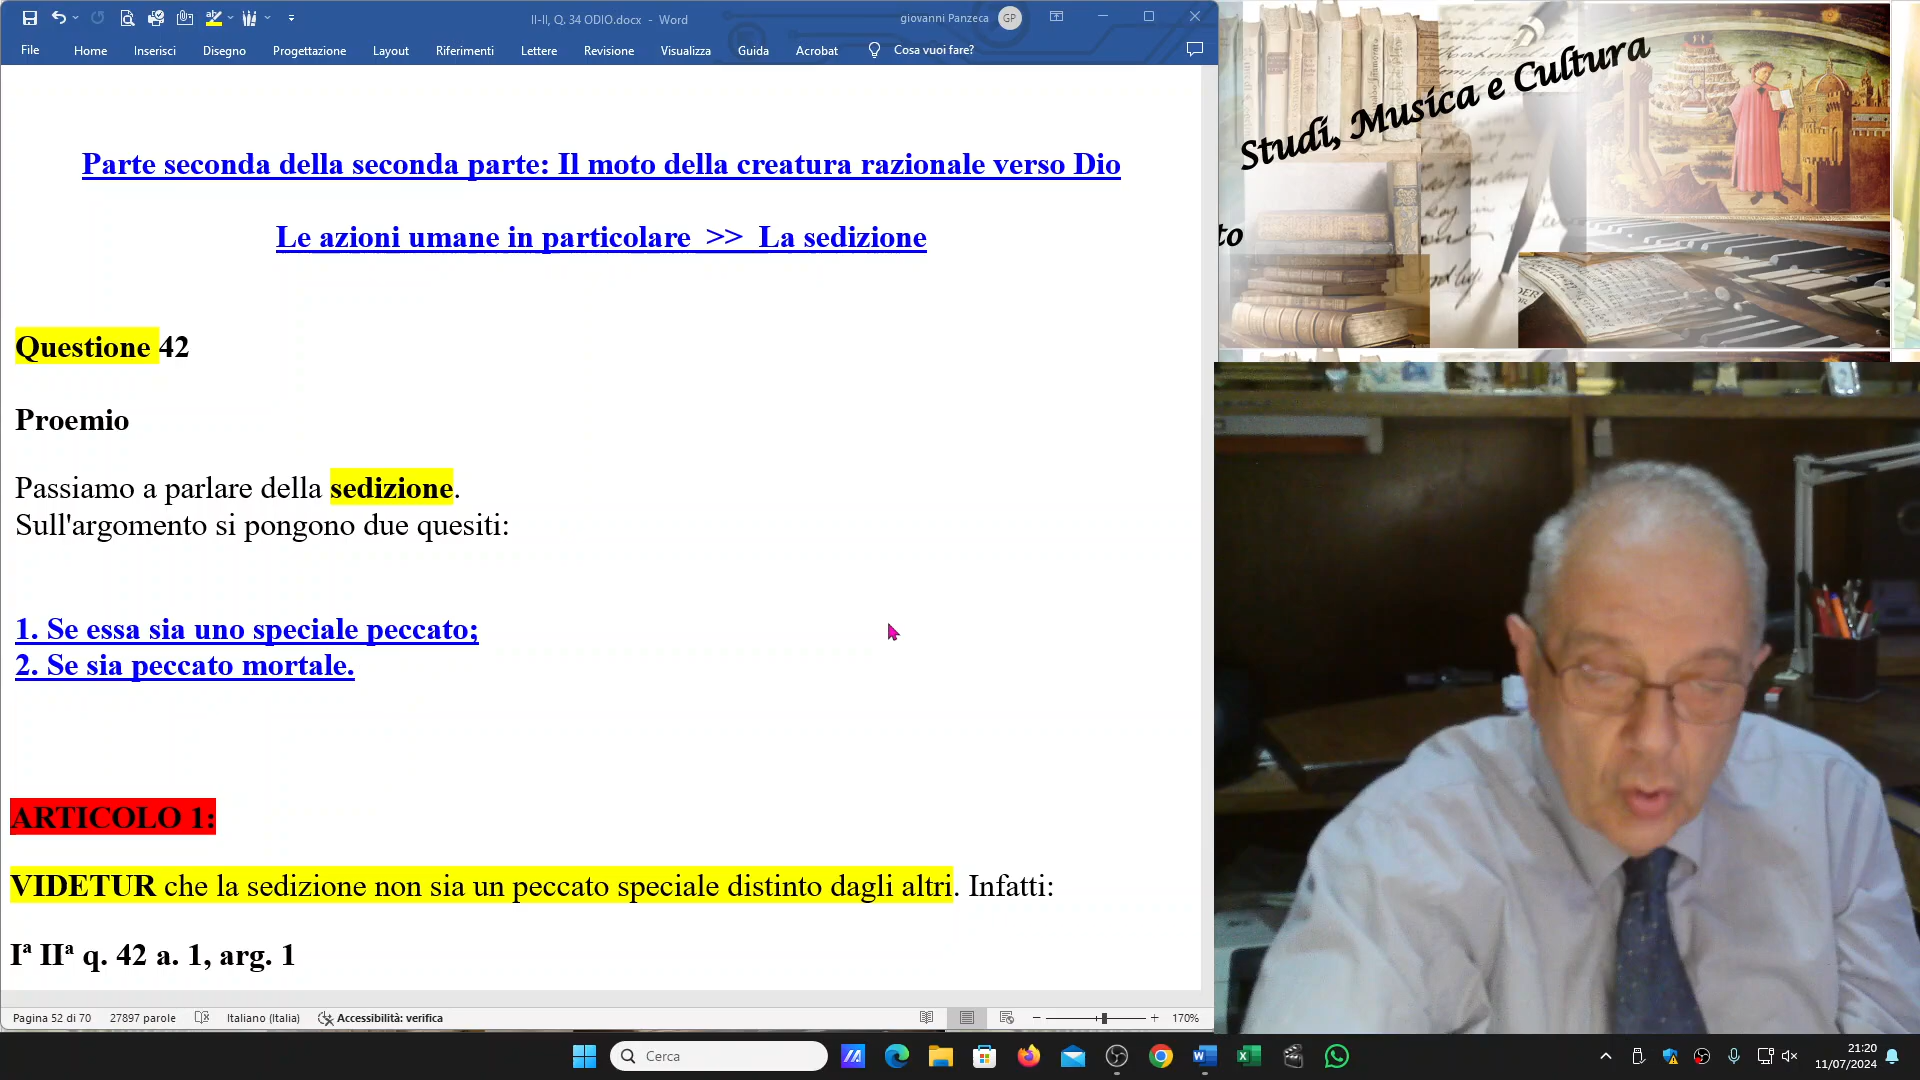 II-II, Q. 34 ODIO.docx - Word
giovanni Panzeca GP
File Home Inserisci Disegno Progettazione Layout Riferimenti Lettere Revisione Visualizza Guida Acrobat Cosa vuoi fare?
Parte seconda della seconda parte: Il moto della creatura razionale verso Dio
Le azioni umane in particolare >> La sedizione
Questione 42
Proemio
Passiamo a parlare della sedizione.
Sull'argomento si pongono due quesiti:
1. Se essa sia uno speciale peccato;
2. Se sia peccato mortale.
ARTICOLO 1:
VIDETUR che la sedizione non sia un peccato speciale distinto dagli altri. Infatti:
Iª IIª q. 42 a. 1, arg. 1
Pagina 52 di 70 27897 parole Italiano (Italia) Accessibilità: verifica 170%
Studi, Musica e Cultura
to
Cerca
21:20
11/07/2024